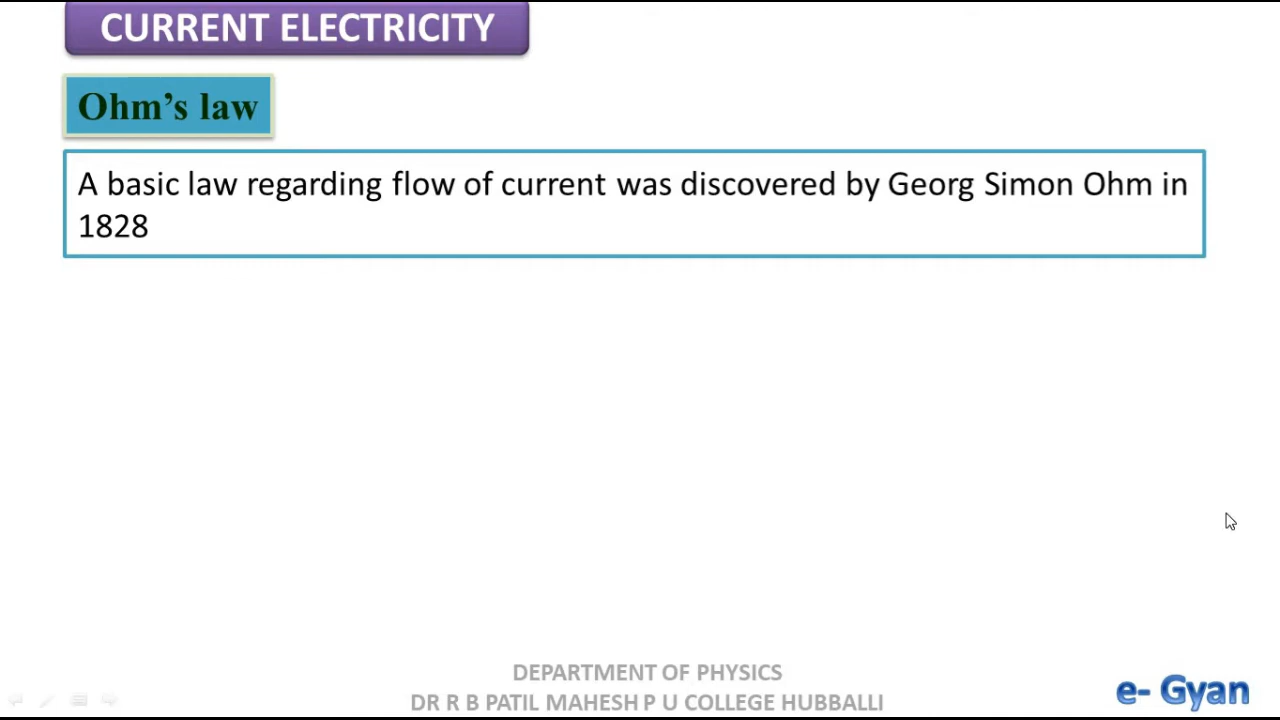 CURRENT ELECTRICITY
Ohm’s law
A basic law regarding flow of current was discovered by Georg Simon Ohm in
1828
DEPARTMENT OF PHYSICS
DR R B PATIL MAHESH P U COLLEGE HUBBALLI
e- Gyan